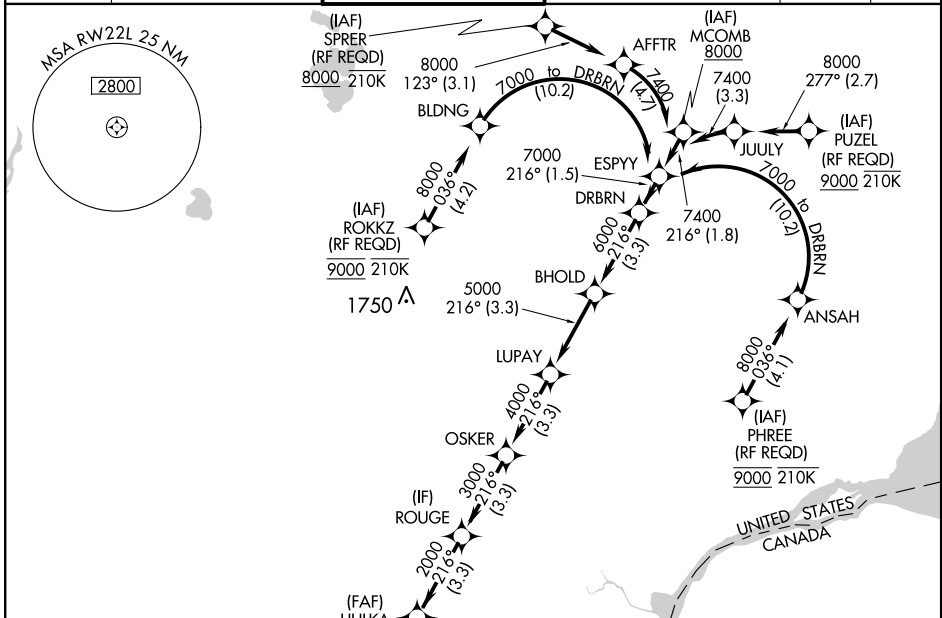 MSA RW22L 25 NM
2800
(IAF)
SPRER
(RF REQD)
8000 210K
8000
123° (3.1)
AFFTR
7400
(4.7)
(IAF)
MCOMB
8000
7400
(3.3)
8000
277° (2.7)
JUULY
(IAF)
PUZEL
(RF REQD)
9000 210K
BLDNG
7000 to DRBRN
(10.2)
8000
036°
(4.2)
(IAF)
ROKKZ
(RF REQD)
9000 210K
1750
ESPYY
7000
216° (1.5)
DRBRN
7400
216° (1.8)
7000 to DRBRN
(10.2)
6000
216°
(3.3)
BHOLD
5000
216° (3.3)
ANSAH
8000
036°
(4.1)
(IAF)
PHREE
(RF REQD)
9000 210K
LUPAY
4000
216°
(3.3)
OSKER
3000
216°
(3.3)
(IF)
ROUGE
2000
216°
(3.3)
(FAF)
UNITED STATES
CANADA